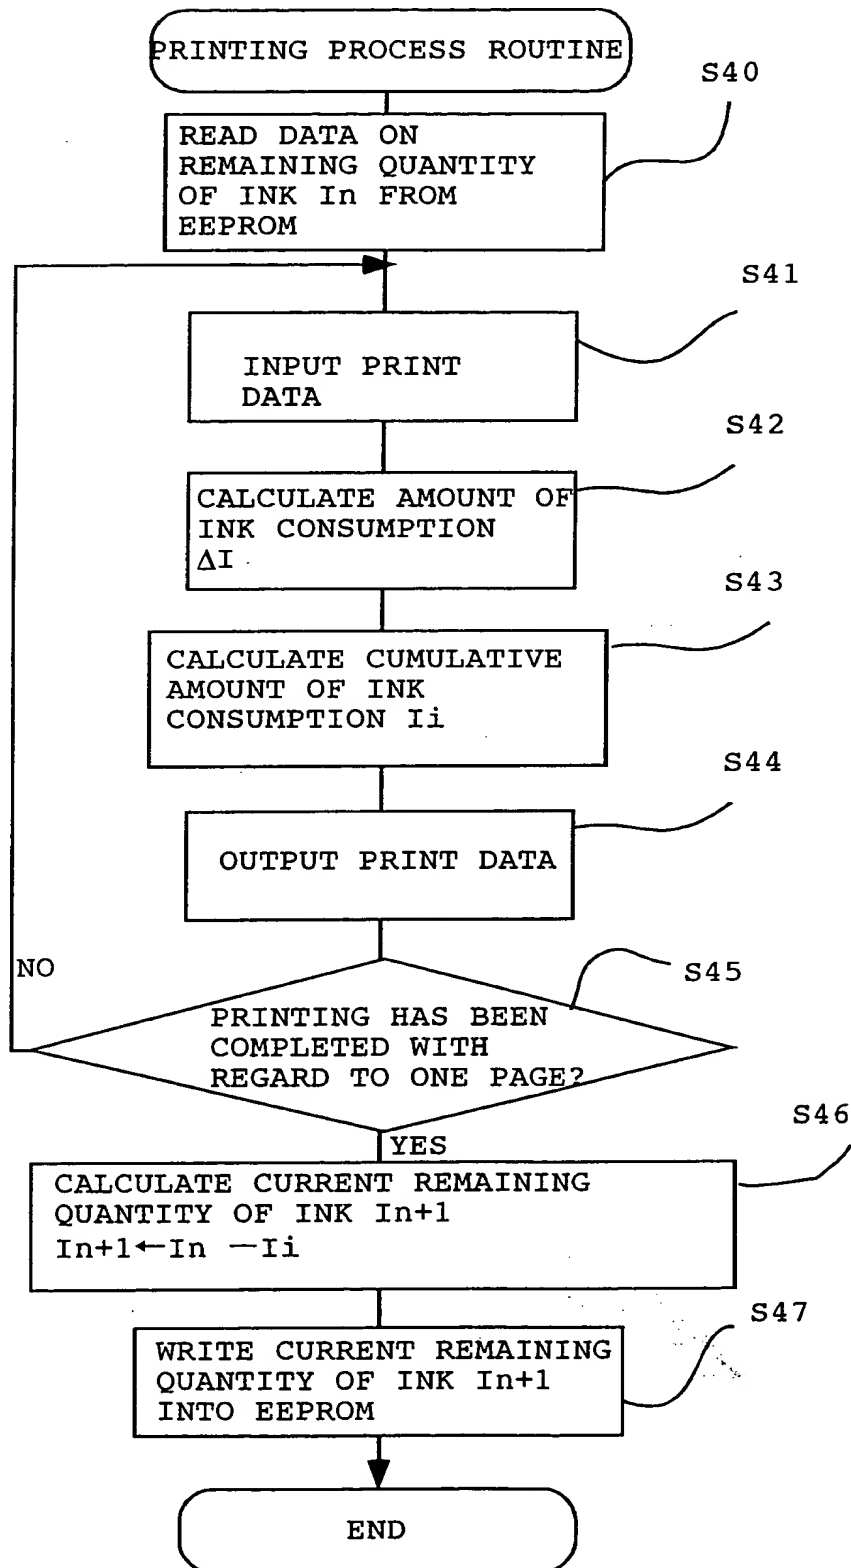 PRINTING PROCESS ROUTINE
S40
READ DATA ON
REMAINING QUANTITY
OF INK In FROM
EEPROM
S41
INPUT PRINT
DATA
S42
CALCULATE AMOUNT OF
INK CONSUMPTION
ΔI
S43
CALCULATE CUMULATIVE
AMOUNT OF INK
CONSUMPTION Ii
S44
OUTPUT PRINT DATA
NO
S45
PRINTING HAS BEEN
COMPLETED WITH
REGARD TO ONE PAGE?
YES
S46
CALCULATE CURRENT REMAINING
QUANTITY OF INK In+1
In+1←In —Ii
S47
WRITE CURRENT REMAINING
QUANTITY OF INK In+1
INTO EEPROM
END